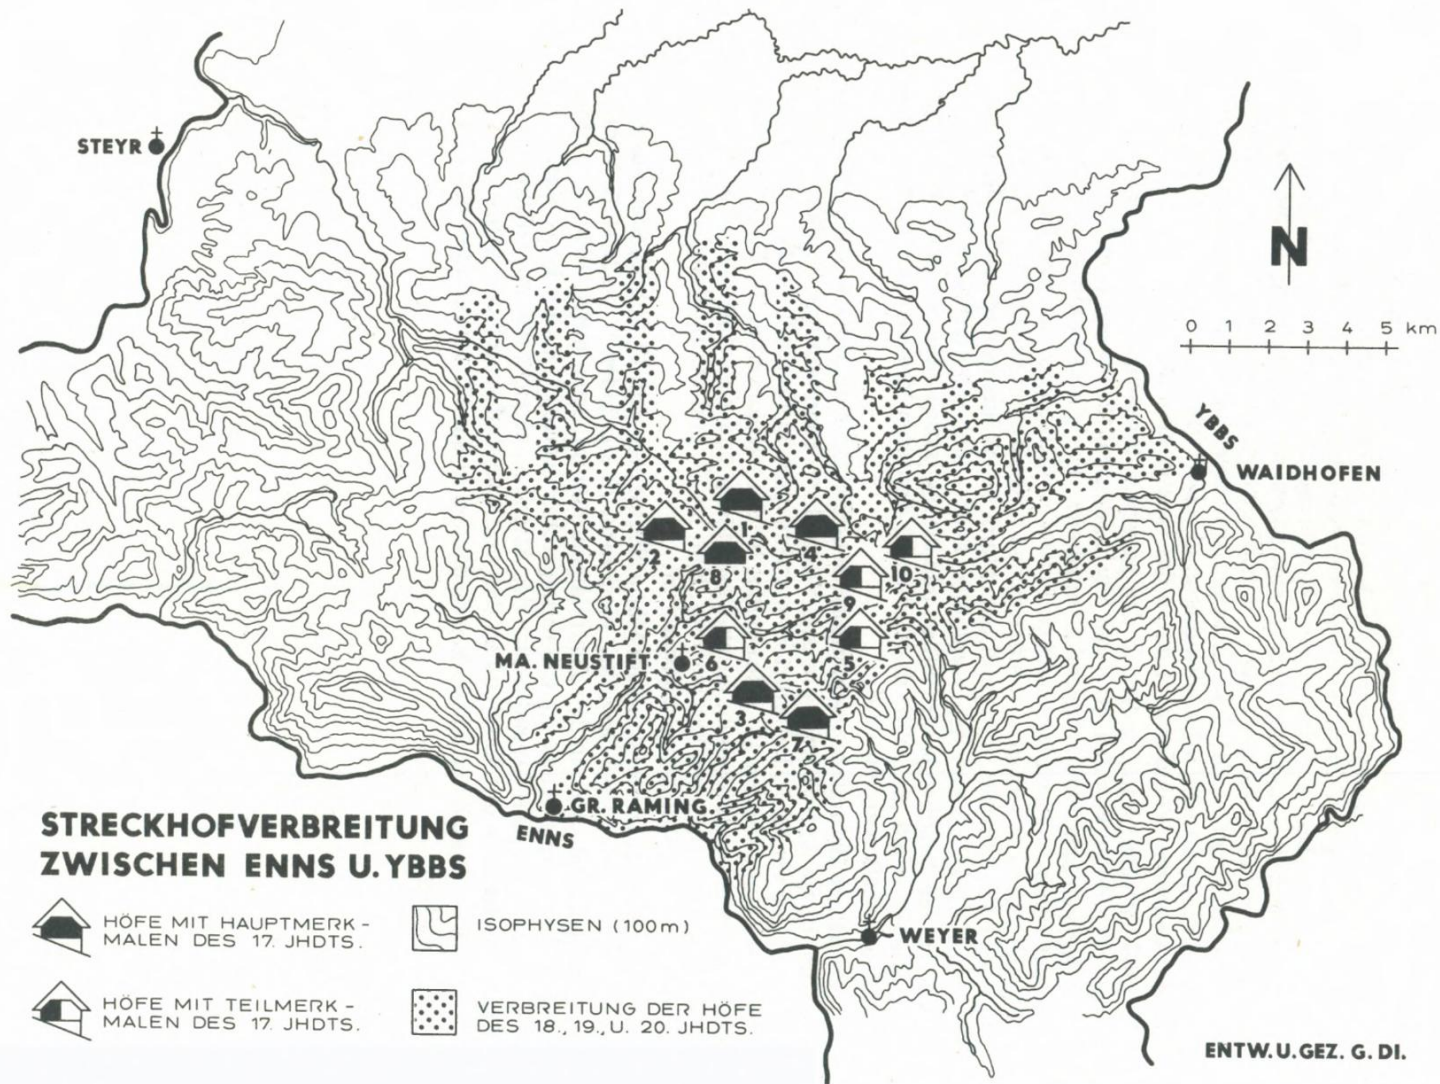 STEYR
N
0 1 2 3 4 5 km
YBBS
WAIDHOFEN
1
2
4
8
10
9
MA. NEUSTIFT
6
5
3
7
GR. RAMING
ENNS
STRECKHOFVERBREITUNG
ZWISCHEN ENNS U. YBBS
WEYER
HÖFE MIT HAUPTMERK-
MALEN DES 17. JHDTS.
ISOPHYSEN (100m)
HÖFE MIT TEILMERK-
MALEN DES 17. JHDTS.
VERBREITUNG DER HÖFE
DES 18., 19., U. 20. JHDTS.
ENTW. U. GEZ. G. DI.